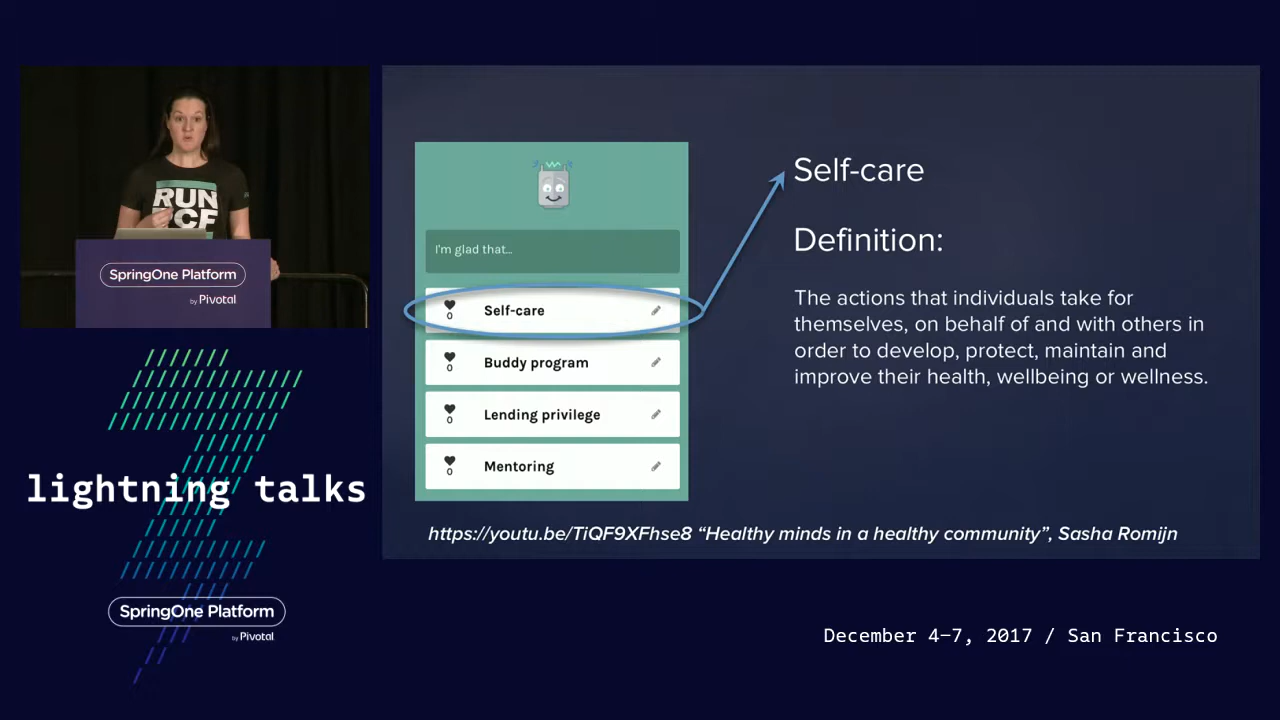 RUN
PCF
SpringOne Platform
by Pivotal
lightning talks
SpringOne Platform
by Pivotal
I'm glad that...
0
Self-care
0
Buddy program
0
Lending privilege
0
Mentoring
Self-care
Definition:
The actions that individuals take for
themselves, on behalf of and with others in
order to develop, protect, maintain and
improve their health, wellbeing or wellness.
https://youtu.be/TiQF9XFhse8 “Healthy minds in a healthy community”, Sasha Romijn
December 4–7, 2017 / San Francisco